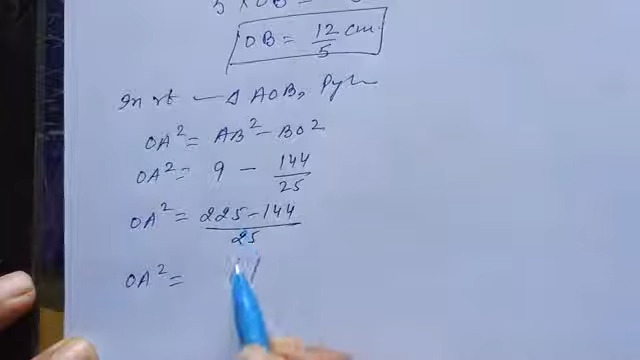 OB = 12/5 cm
In rt — Δ AOB, Py
OA² = AB² - BO²
OA² = 9 - 144/25
OA² = 225-144/25
OA² =